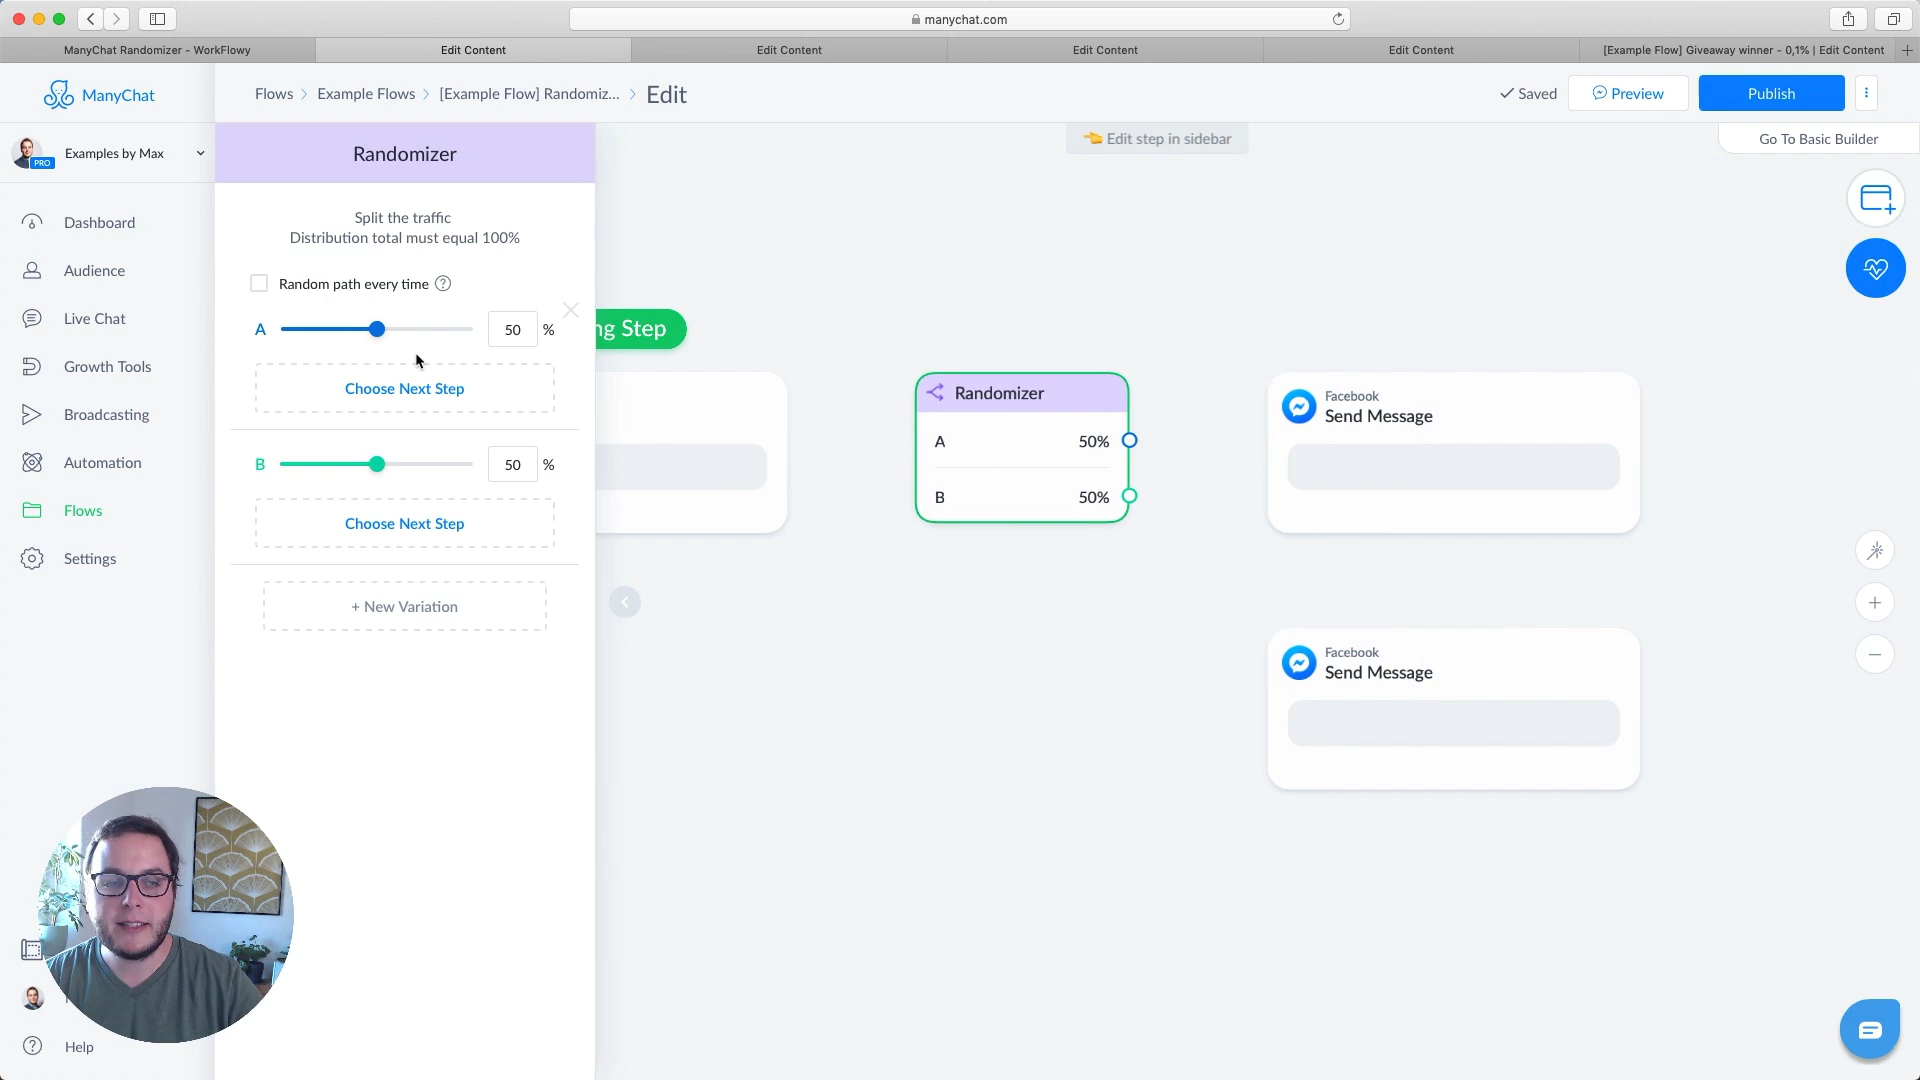 manychat.com
ManyChat Randomizer - WorkFlowy
Edit Content
Edit Content
Edit Content
Edit Content
[Example Flow] Giveaway winner - 0,1% | Edit Content
ManyChat
Flows
Example Flows
[Example Flow] Randomiz...
Edit
Saved
Preview
Publish
Examples by Max
PRO
Randomizer
Edit step in sidebar
Go To Basic Builder
Dashboard
Audience
Live Chat
Growth Tools
Broadcasting
Automation
Flows
Settings
Help
Split the traffic
Distribution total must equal 100%
Random path every time ?
A 50 %
Choose Next Step
B 50 %
Choose Next Step
+ New Variation
ng Step
Randomizer
A 50%
B 50%
Facebook
Send Message
Facebook
Send Message